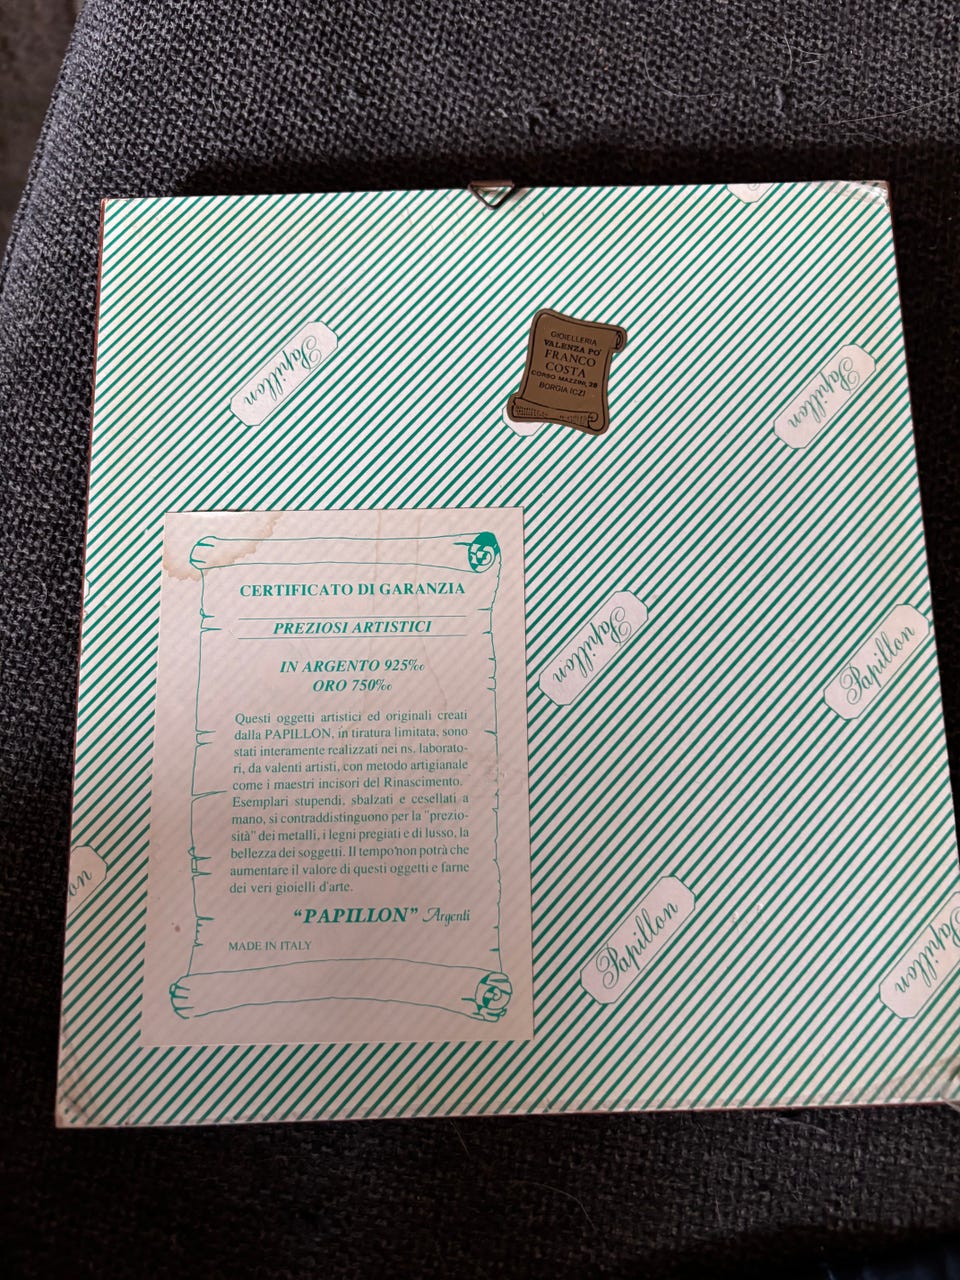 Papillon
GIOIELLERIA
VALENZA PO'
FRANCO
COSTA
CORSO MAZZINI, 28
BORGIA (CZ)
Papillon
CERTIFICATO DI GARANZIA
PREZIOSI ARTISTICI
IN ARGENTO 925‰
ORO 750‰
Questi oggetti artistici ed originali creati
dalla PAPILLON, in tiratura limitata, sono
stati interamente realizzati nei ns. laborato-
ri, da valenti artisti, con metodo artigianale
come i maestri incisori del Rinascimento.
Esemplari stupendi, sbalzati e cesellati a
mano, si contraddistinguono per la "prezio-
sità" dei metalli, i legni pregiati e di lusso, la
bellezza dei soggetti. Il tempo non potrà che
aumentare il valore di questi oggetti e farne
dei veri gioielli d'arte.
“PAPILLON” Argenti
MADE IN ITALY
Papillon
Papillon
on
Papillon
Papillon